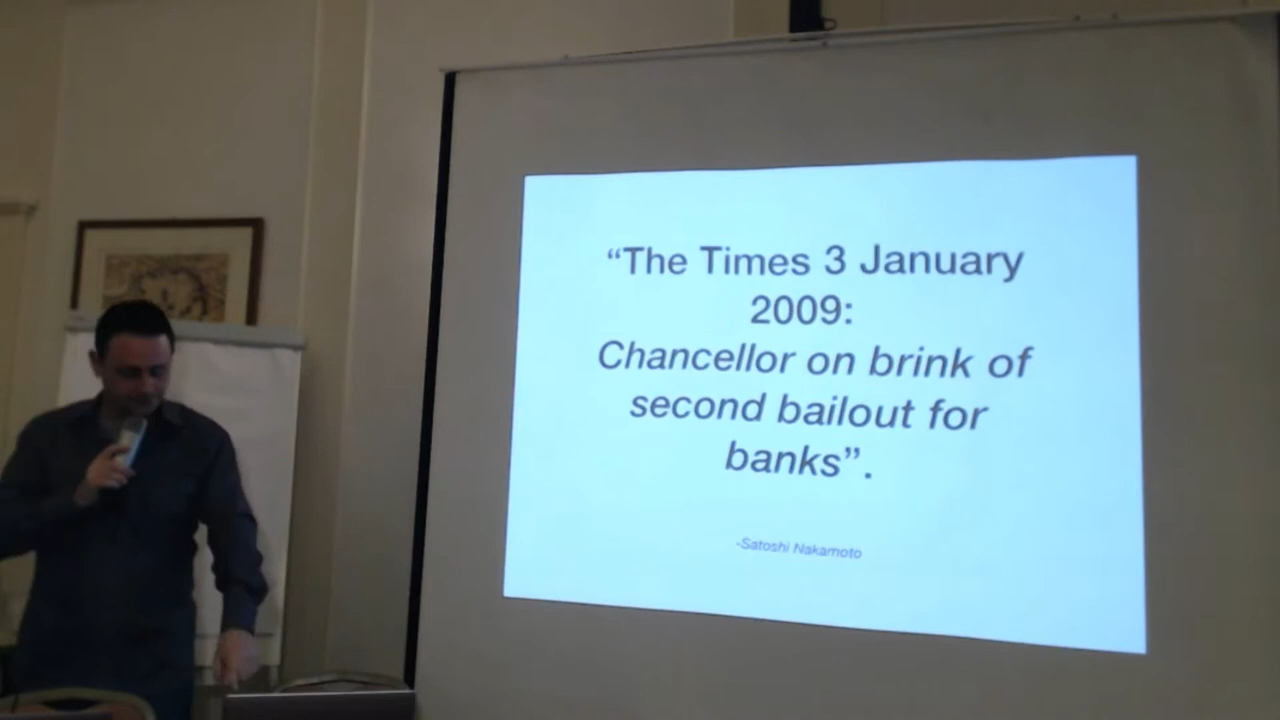 “The Times 3 January
2009:
Chancellor on brink of
second bailout for
banks”.
-Satoshi Nakamoto